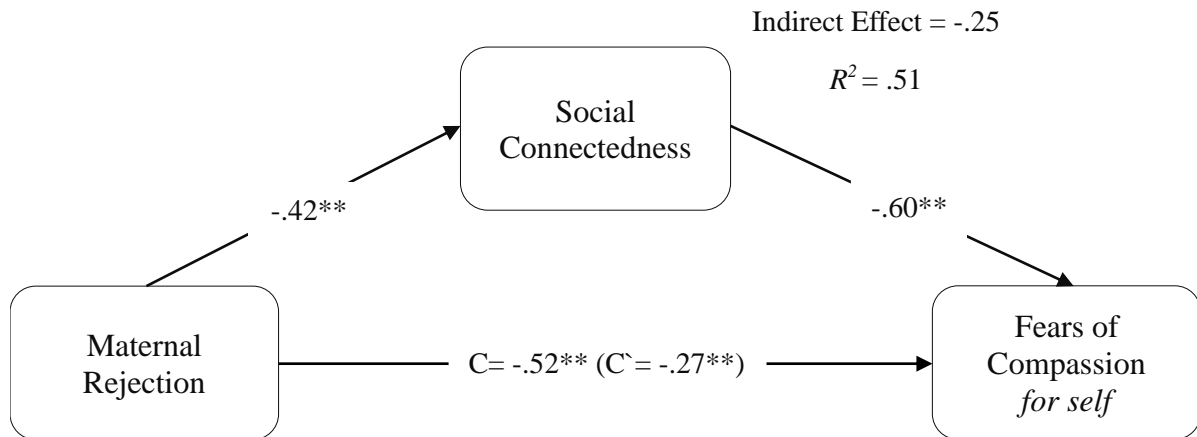 Indirect Effect = -.25
R² = .51
Social
Connectedness
-.42**
-.60**
Maternal
Rejection
C= -.52** (C`= -.27**)
Fears of
Compassion
for self